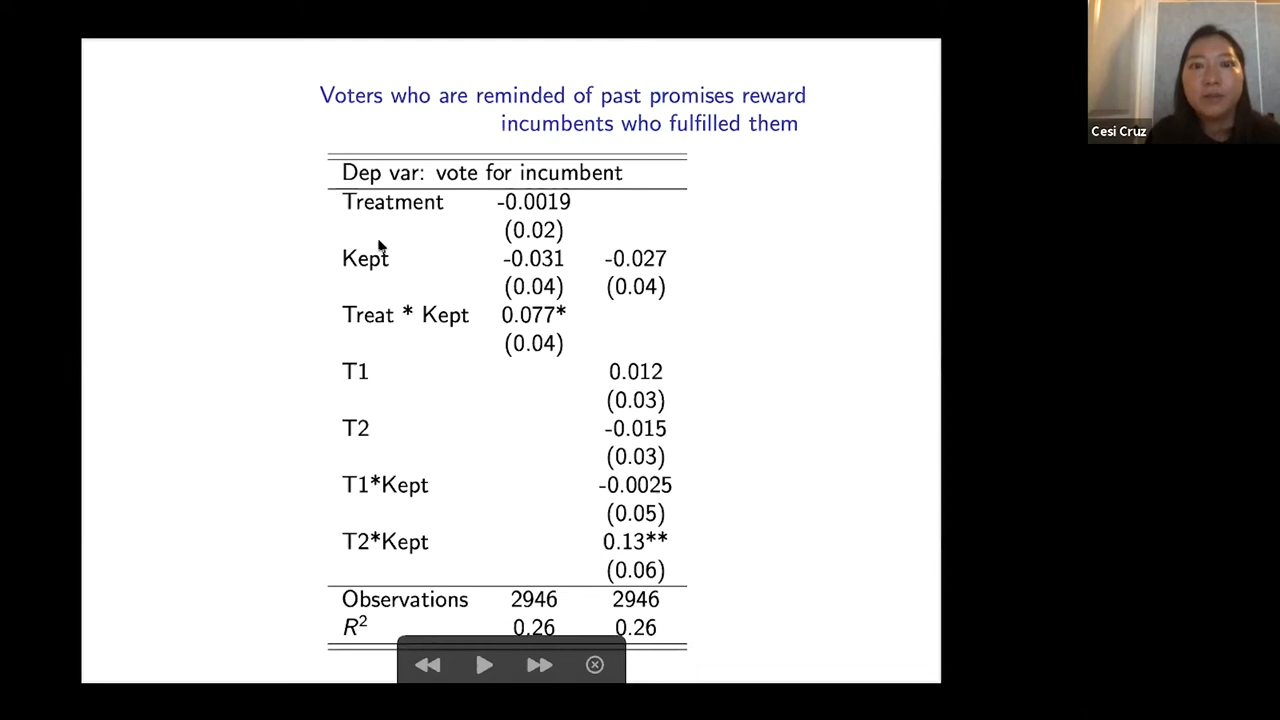 Voters who are reminded of past promises reward
incumbents who fulfilled them
Dep var: vote for incumbent
Treatment -0.0019
(0.02)
Kept -0.031 -0.027
(0.04) (0.04)
Treat * Kept 0.077*
(0.04)
T1 0.012
(0.03)
T2 -0.015
(0.03)
T1*Kept -0.0025
(0.05)
T2*Kept 0.13**
(0.06)
Observations 2946 2946
R² 0.26 0.26
Cesi Cruz